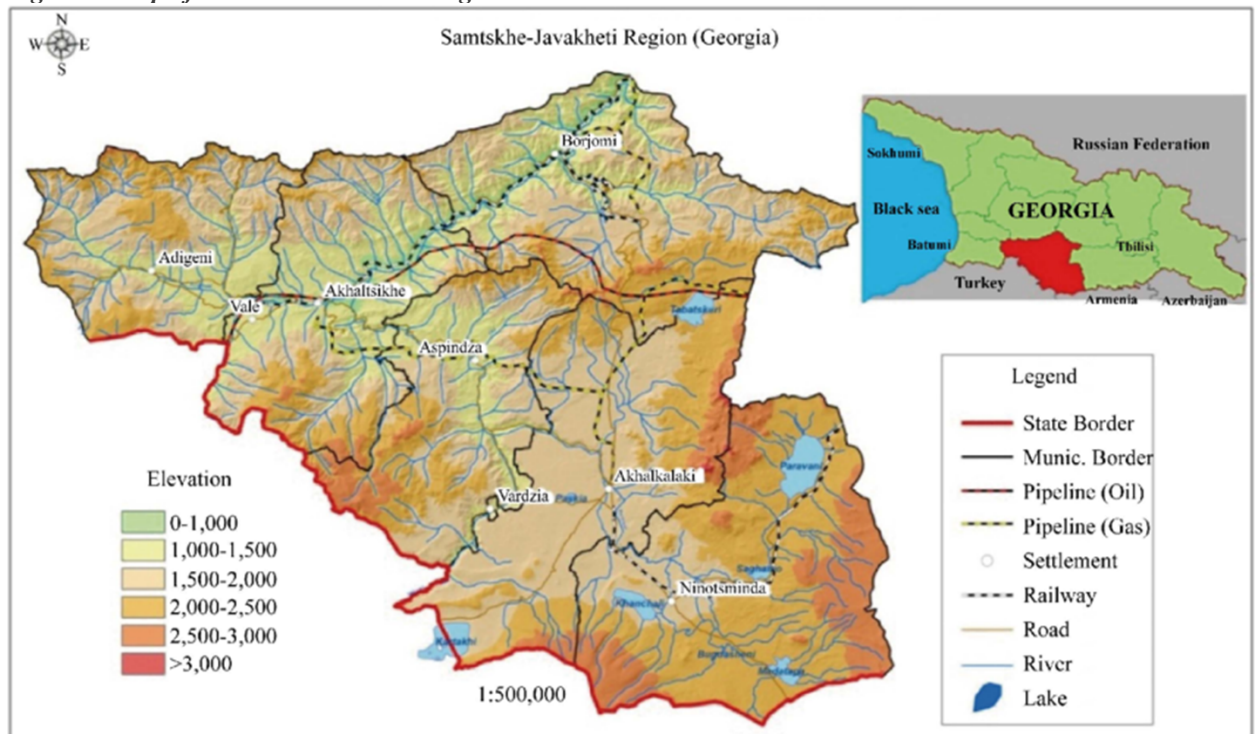 N
W E
S
Samtskhe-Javakheti Region (Georgia)
Borjomi
Adigeni
Akhaltsikhe
Vale
Tabatskuri
Aspindza
Paravani
Akhalkalaki
Vardzia
Saghamo
Ninotsminda
Khanchali
Kartsakhi
Bughdasheni
Madatapa
1:500,000
Elevation
0-1,000
1,000-1,500
1,500-2,000
2,000-2,500
2,500-3,000
>3,000
Sokhumi
Russian Federation
Black sea
GEORGIA
Batumi
Tbilisi
Turkey
Armenia
Azerbaijan
Legend
State Border
Munic. Border
Pipeline (Oil)
Pipeline (Gas)
Settlement
Railway
Road
River
Lake